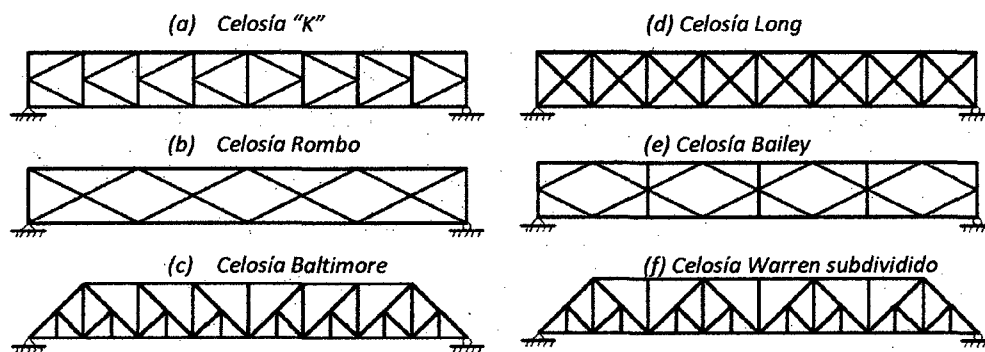 (a) Celosía "K"
(b) Celosía Rombo
(c) Celosía Baltimore
(d) Celosía Long
(e) Celosía Bailey
(f) Celosía Warren subdividido